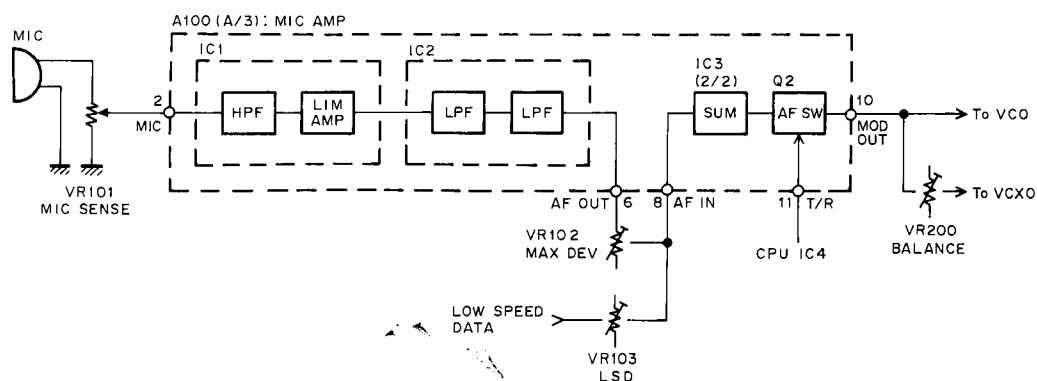 A100 (A/3): MIC AMP
MIC
IC1
IC2
IC3
(2/2)
Q2
2
MIC
HPF
LIM
AMP
LPF
LPF
SUM
AF SW
10
MOD
OUT
To VCO
To VCXO
VR101
MIC SENSE
AF OUT
6
8
AF IN
11
T/R
VR102
MAX DEV
CPU IC4
VR200
BALANCE
LOW SPEED
DATA
VR103
LSD